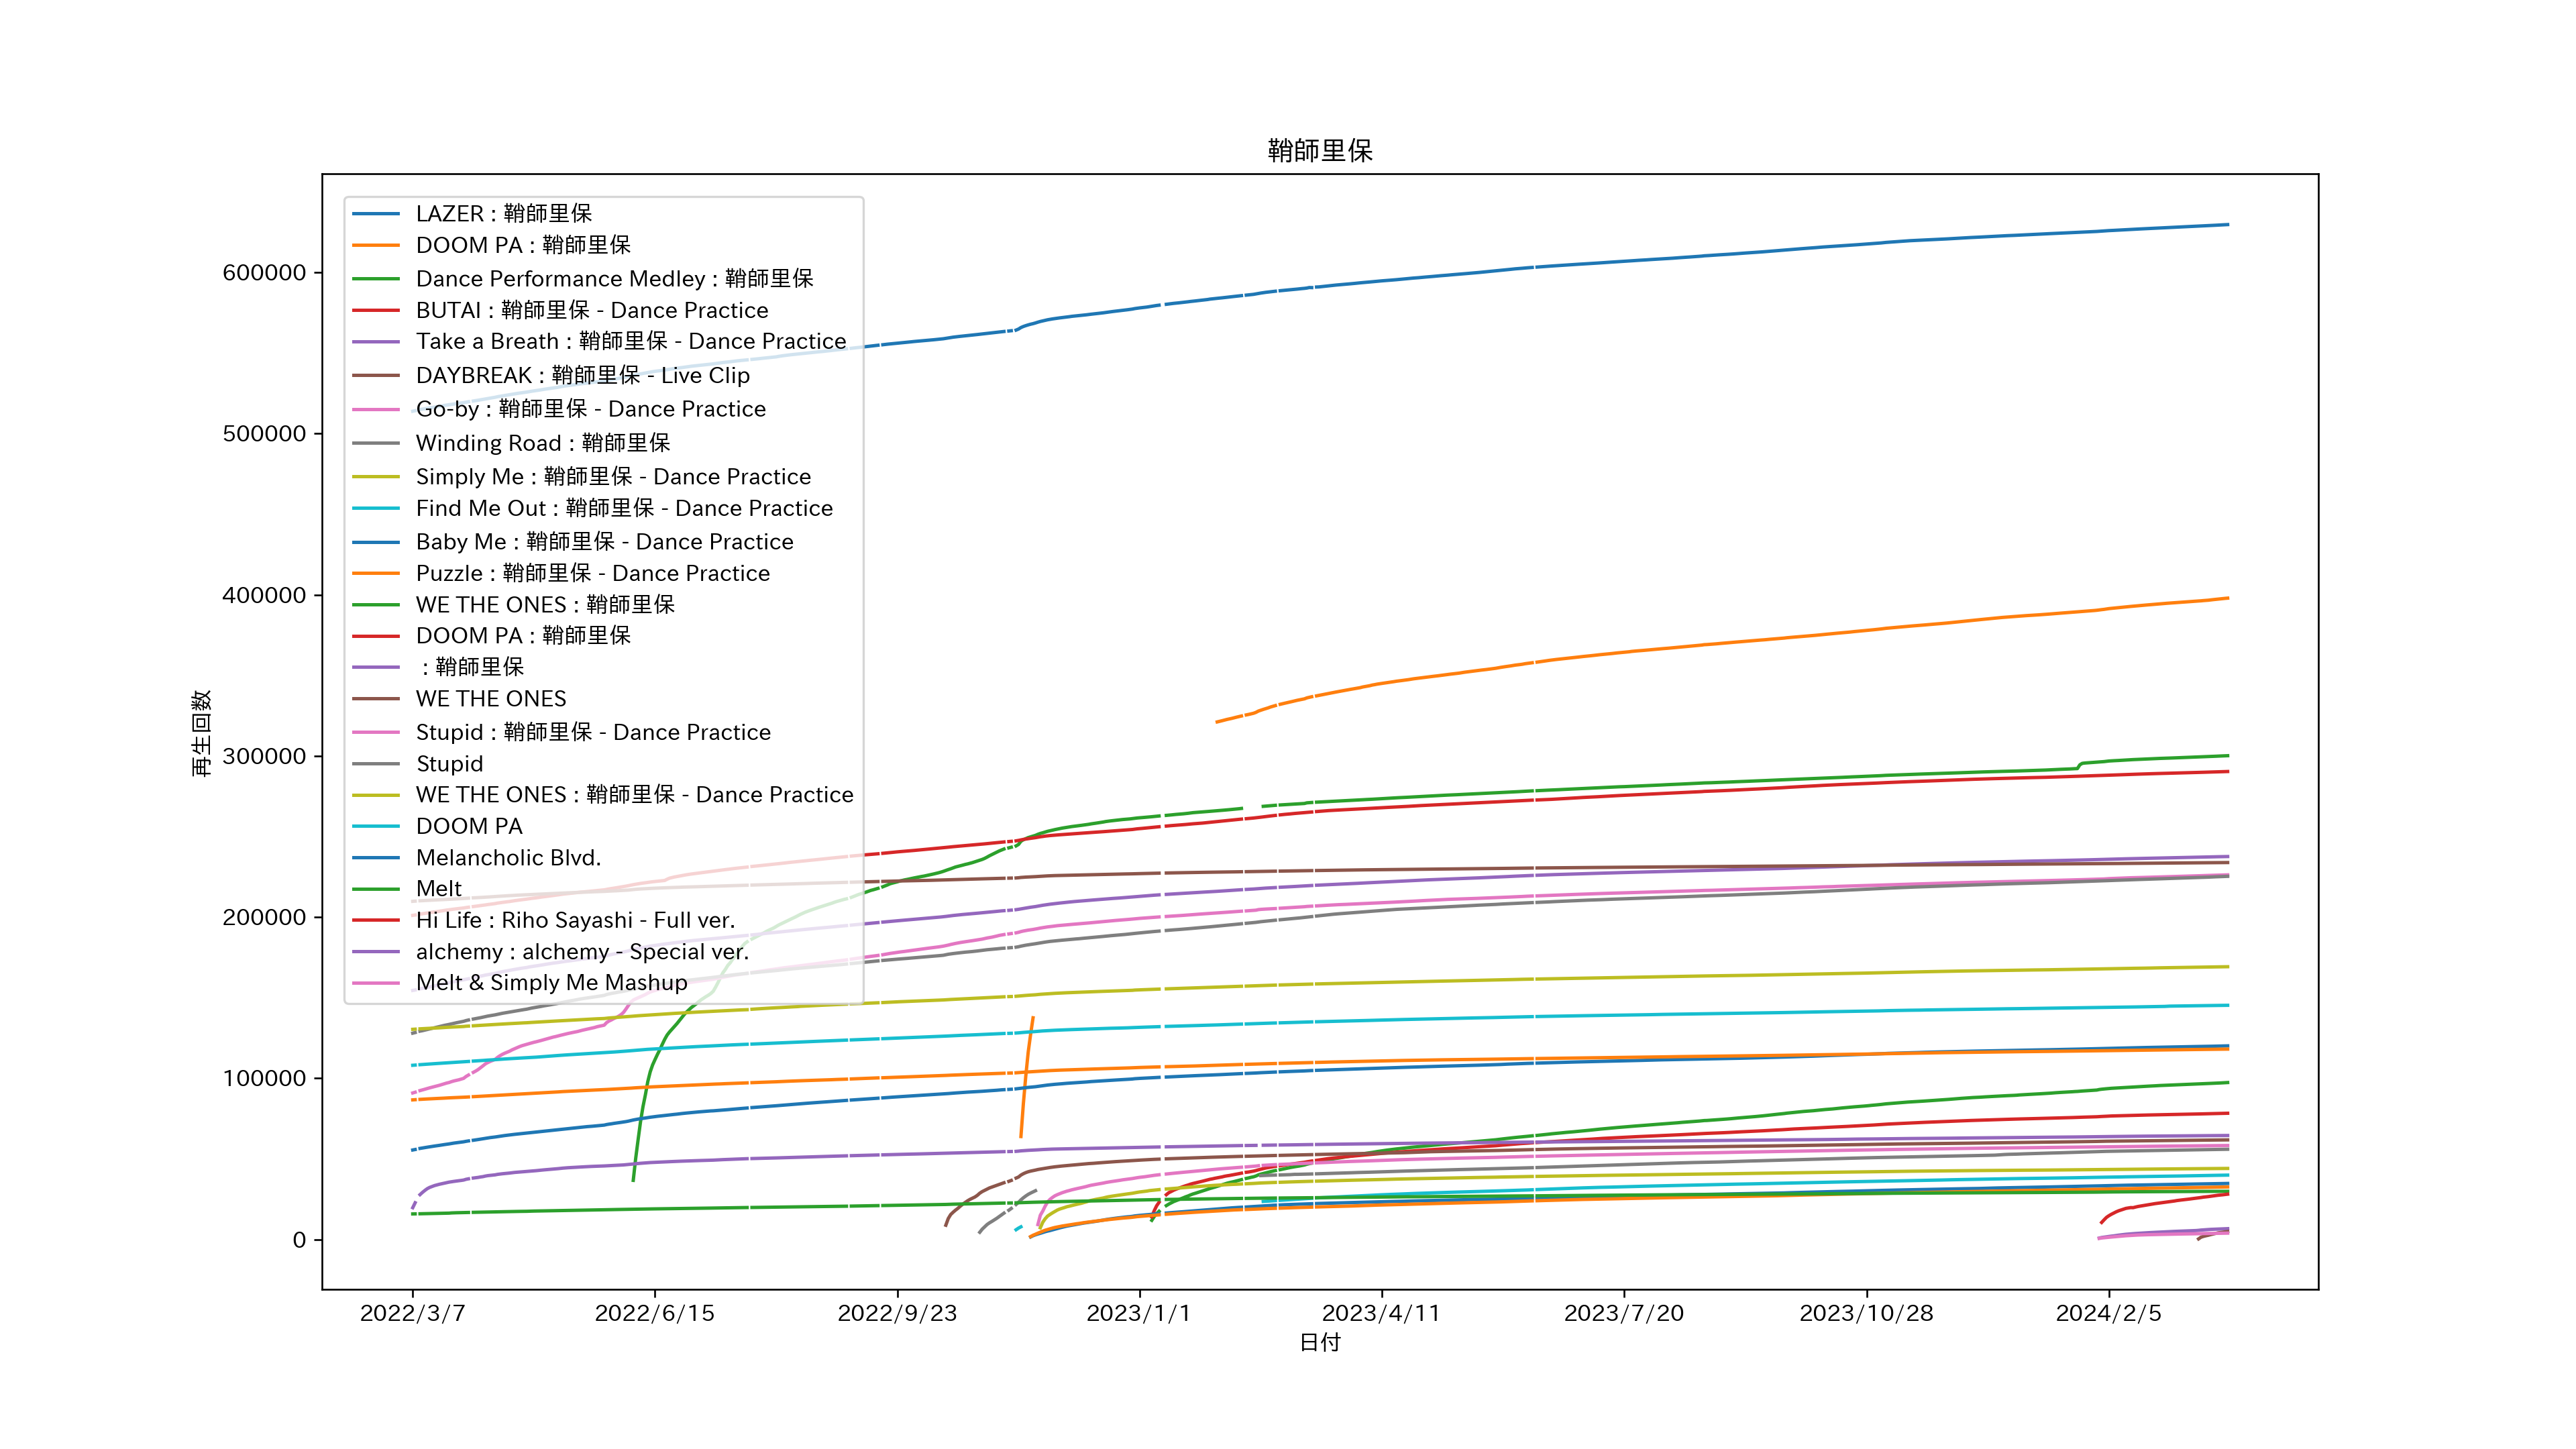 鞘師里保
LAZER : 鞘師里保
DOOM PA : 鞘師里保
Dance Performance Medley : 鞘師里保
BUTAI : 鞘師里保 - Dance Practice
Take a Breath : 鞘師里保 - Dance Practice
DAYBREAK : 鞘師里保 - Live Clip
Go-by : 鞘師里保 - Dance Practice
Winding Road : 鞘師里保
Simply Me : 鞘師里保 - Dance Practice
Find Me Out : 鞘師里保 - Dance Practice
Baby Me : 鞘師里保 - Dance Practice
Puzzle : 鞘師里保 - Dance Practice
WE THE ONES : 鞘師里保
DOOM PA : 鞘師里保
: 鞘師里保
WE THE ONES
Stupid : 鞘師里保 - Dance Practice
Stupid
WE THE ONES : 鞘師里保 - Dance Practice
DOOM PA
Melancholic Blvd.
Melt
Hi Life : Riho Sayashi - Full ver.
alchemy : alchemy - Special ver.
Melt & Simply Me Mashup
再生回数
600000
500000
400000
300000
200000
100000
0
2022/3/7
2022/6/15
2022/9/23
2023/1/1
2023/4/11
2023/7/20
2023/10/28
2024/2/5
日付